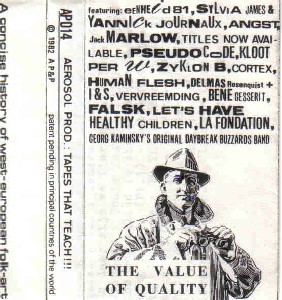 A concise history of west-european folk-art
AP014 AEROSOL PROD.: TAPES THAT TEACH!!!
© 1982 AP&P patent pending in principal countries of the world
featuring: eeNHEId81, SYLViA JAMES &
YANNiCK JOURNAUX, ANGST,
Jack MARLOW, TITLES NOW AVAI-
LABLE, PSEUDO CoDE, KLOOT
PER W, ZYKLON B, CORTEX,
HUMAN FLESH, DELMAS Rosenquist +
I&S, VERVREEMDING, BENE GESSERIT,
FALSK, LET'S HAVE
HEALTHY CHILDREN, LA FONDATION,
GEORG KAMINSKY'S ORIGINAL DAYBREAK BUZZARDS BAND
THE VALUE
OF QUALITY